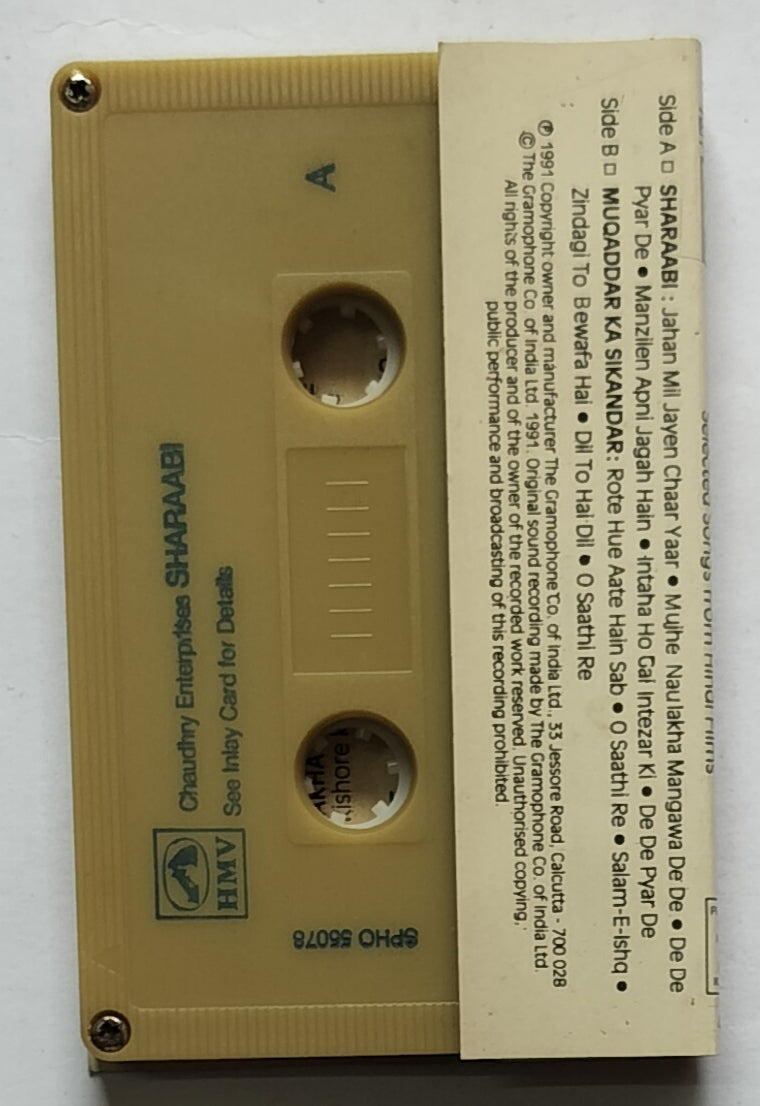 A
Chaudhry Enterprises SHARAABI
See Inlay Card for Details
HMV
SPHO 55078
ishore
Selected Songs from Hindi Films
Side A □ SHARAABI : Jahan Mil Jayen Chaar Yaar ● Mujhe Naulakha Mangawa De De ● De De
Pyar De ● Manzilen Apni Jagah Hain ● Intaha Ho Gai Intezar Ki ● De De Pyar De
Side B □ MUQADDAR KA SIKANDAR : Rote Hue Aate Hain Sab ● O Saathi Re ● Salam-E-Ishq ●
Zindagi To Bewafa Hai ● Dil To Hai Dil ● O Saathi Re
℗ 1991 Copyright owner and manufacturer The Gramophone Co. of India Ltd., 33 Jessore Road, Calcutta - 700 028
© The Gramophone Co. of India Ltd. 1991. Original sound recording made by The Gramophone Co. of India Ltd.
All rights of the producer and of the owner of the recorded work reserved. Unauthorised copying,
public performance and broadcasting of this recording prohibited.